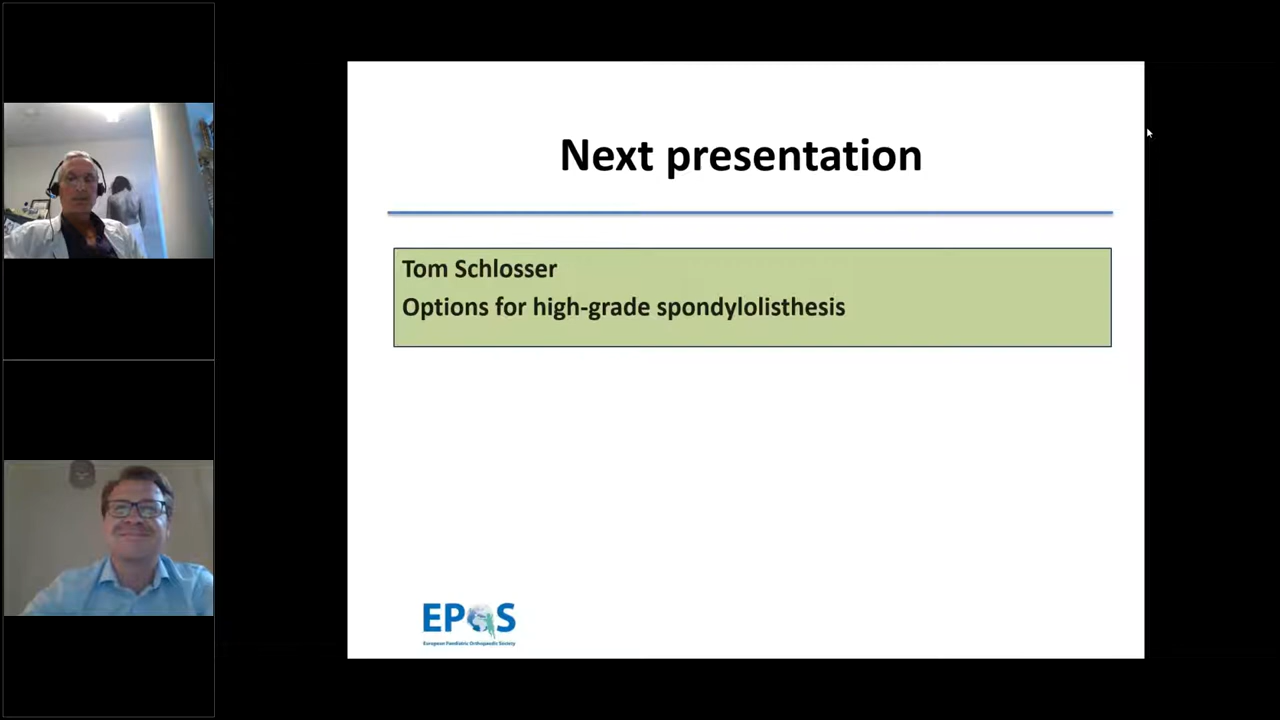 Next presentation
Tom Schlosser
Options for high-grade spondylolisthesis
EPOS
European Paediatric Orthopaedic Society